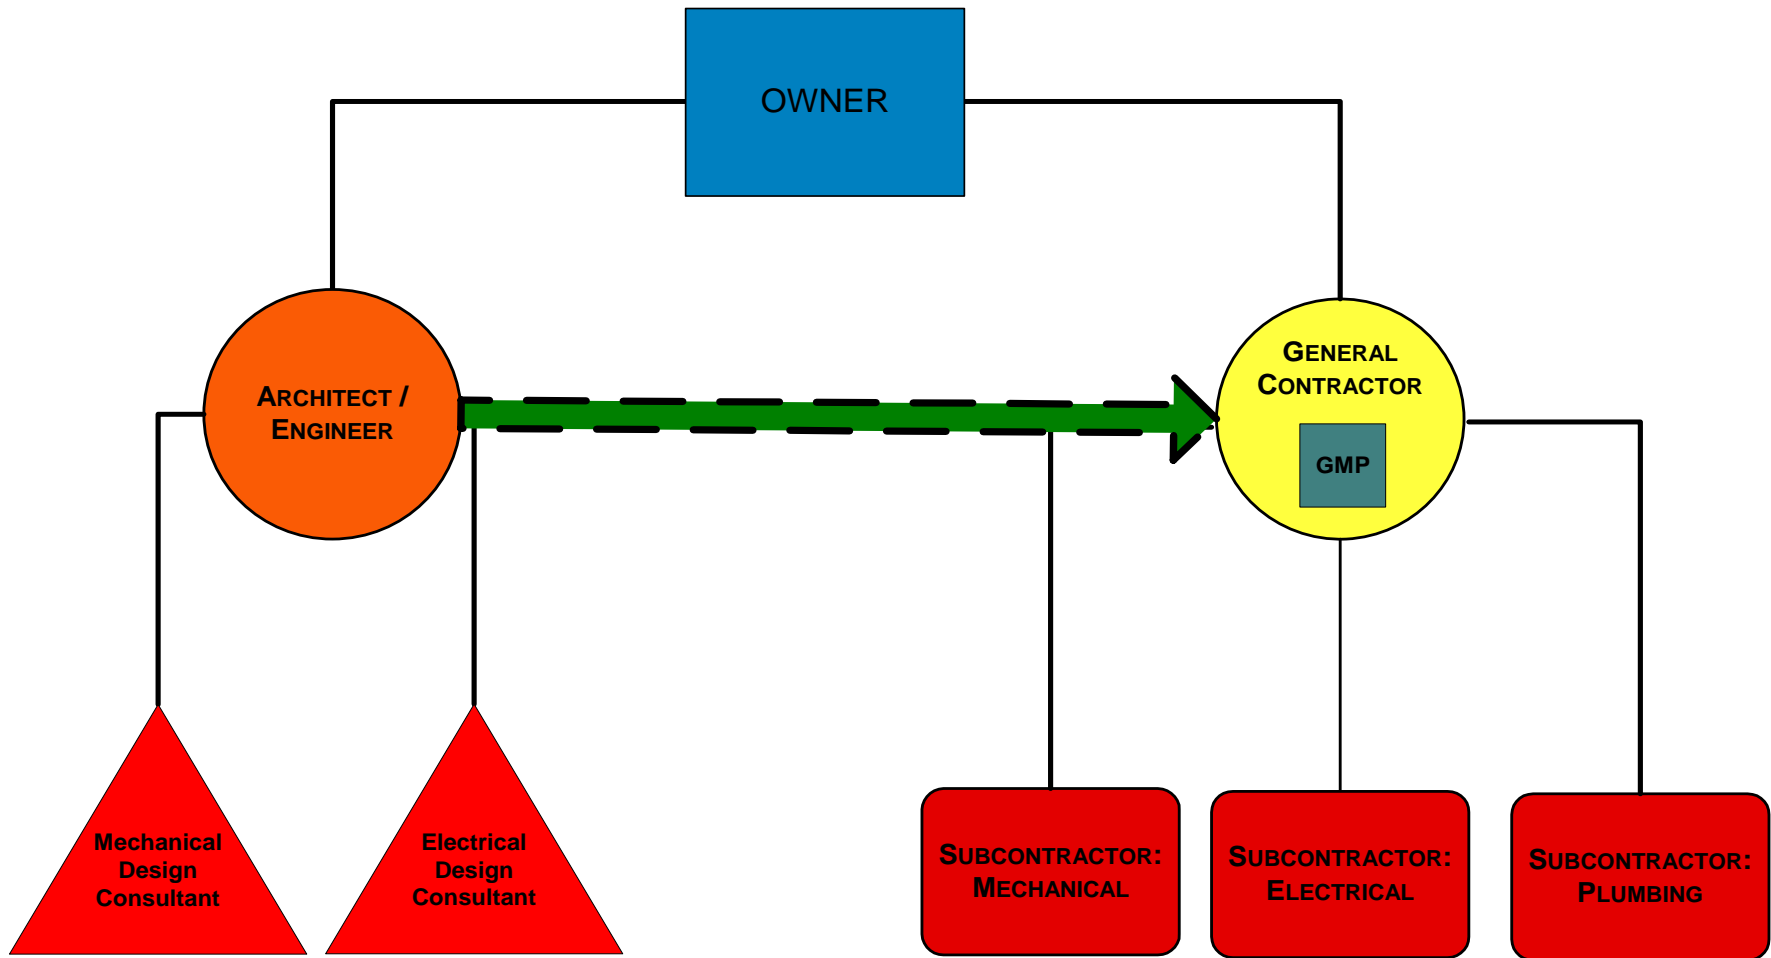 OWNER
ARCHITECT /
ENGINEER
GENERAL
CONTRACTOR
GMP
Mechanical
Design
Consultant
Electrical
Design
Consultant
SUBCONTRACTOR:
MECHANICAL
SUBCONTRACTOR:
ELECTRICAL
SUBCONTRACTOR:
PLUMBING